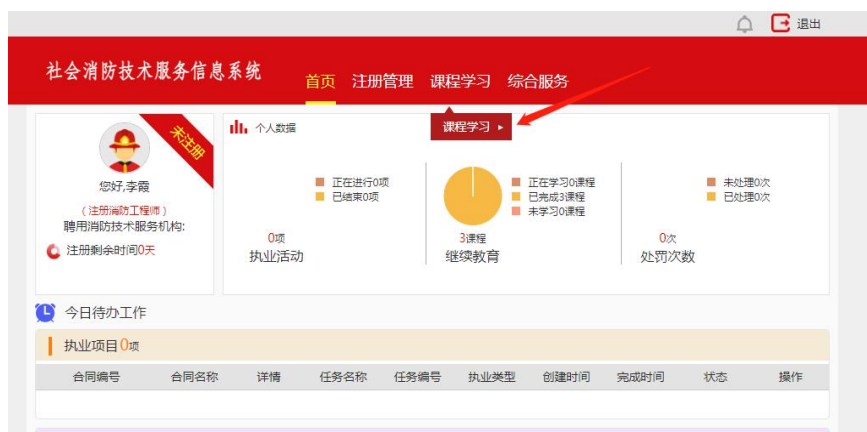 退出
社会消防技术服务信息系统
首页 注册管理 课程学习 综合服务
课程学习
未注册
您好,李霞
(注册消防工程师)
聘用消防技术服务机构:
注册剩余时间0天
个人数据
正在进行0项
已结束0项
0项
执业活动
正在学习0课程
已完成3课程
未学习0课程
3课程
继续教育
未处理0次
已处理0次
0次
处罚次数
今日待办工作
执业项目0项
合同编号 合同名称 详情 任务名称 任务编号 执业类型 创建时间 完成时间 状态 操作